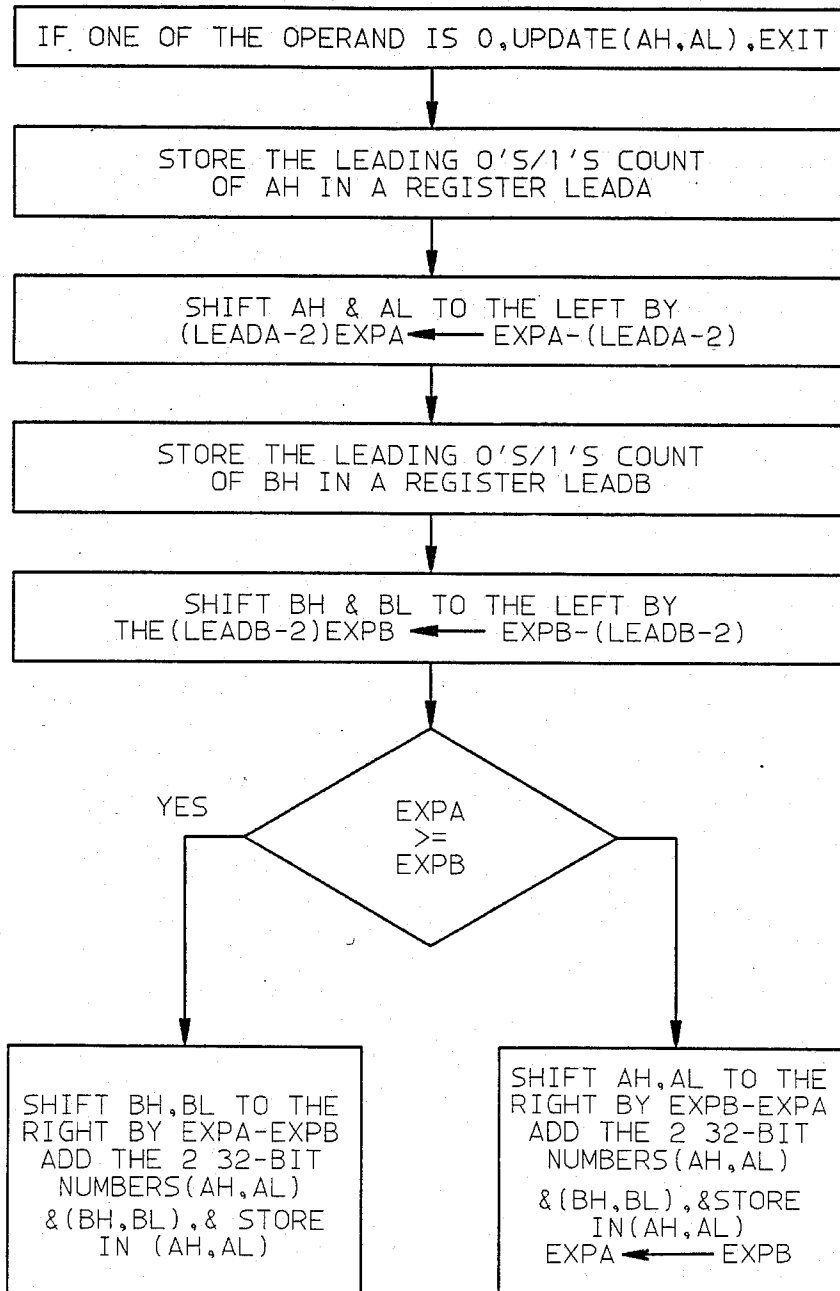 IF ONE OF THE OPERAND IS 0,UPDATE(AH,AL),EXIT
STORE THE LEADING 0'S/1'S COUNT
OF AH IN A REGISTER LEADA
SHIFT AH & AL TO THE LEFT BY
(LEADA-2)EXPA ← EXPA-(LEADA-2)
STORE THE LEADING 0'S/1'S COUNT
OF BH IN A REGISTER LEADB
SHIFT BH & BL TO THE LEFT BY
THE(LEADB-2)EXPB ← EXPB-(LEADB-2)
YES
EXPA
>=
EXPB
SHIFT BH,BL TO THE
RIGHT BY EXPA-EXPB
ADD THE 2 32-BIT
NUMBERS(AH,AL)
&(BH,BL),& STORE
IN (AH,AL)
SHIFT AH,AL TO THE
RIGHT BY EXPB-EXPA
ADD THE 2 32-BIT
NUMBERS(AH,AL)
&(BH,BL),&STORE
IN(AH,AL)
EXPA ← EXPB